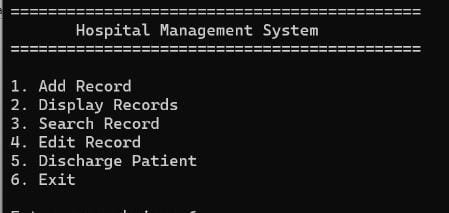 ============================================
Hospital Management System
============================================
1. Add Record
2. Display Records
3. Search Record
4. Edit Record
5. Discharge Patient
6. Exit